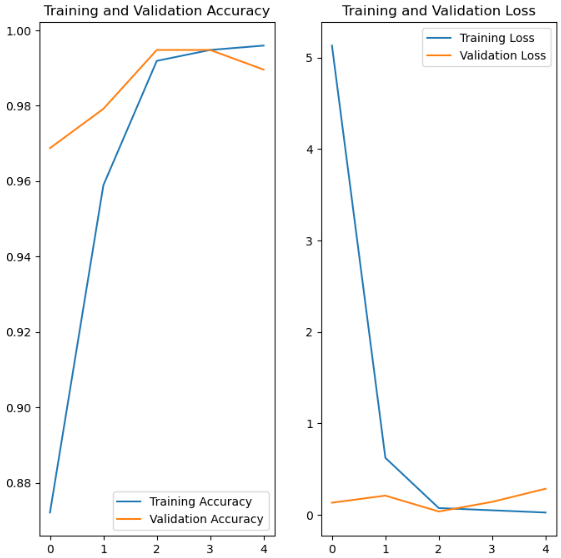 Training and Validation Accuracy
1.00
0.98
0.96
0.94
0.92
0.90
0.88
Training Accuracy
Validation Accuracy
0 1 2 3 4
Training and Validation Loss
Training Loss
Validation Loss
5
4
3
2
1
0
0 1 2 3 4